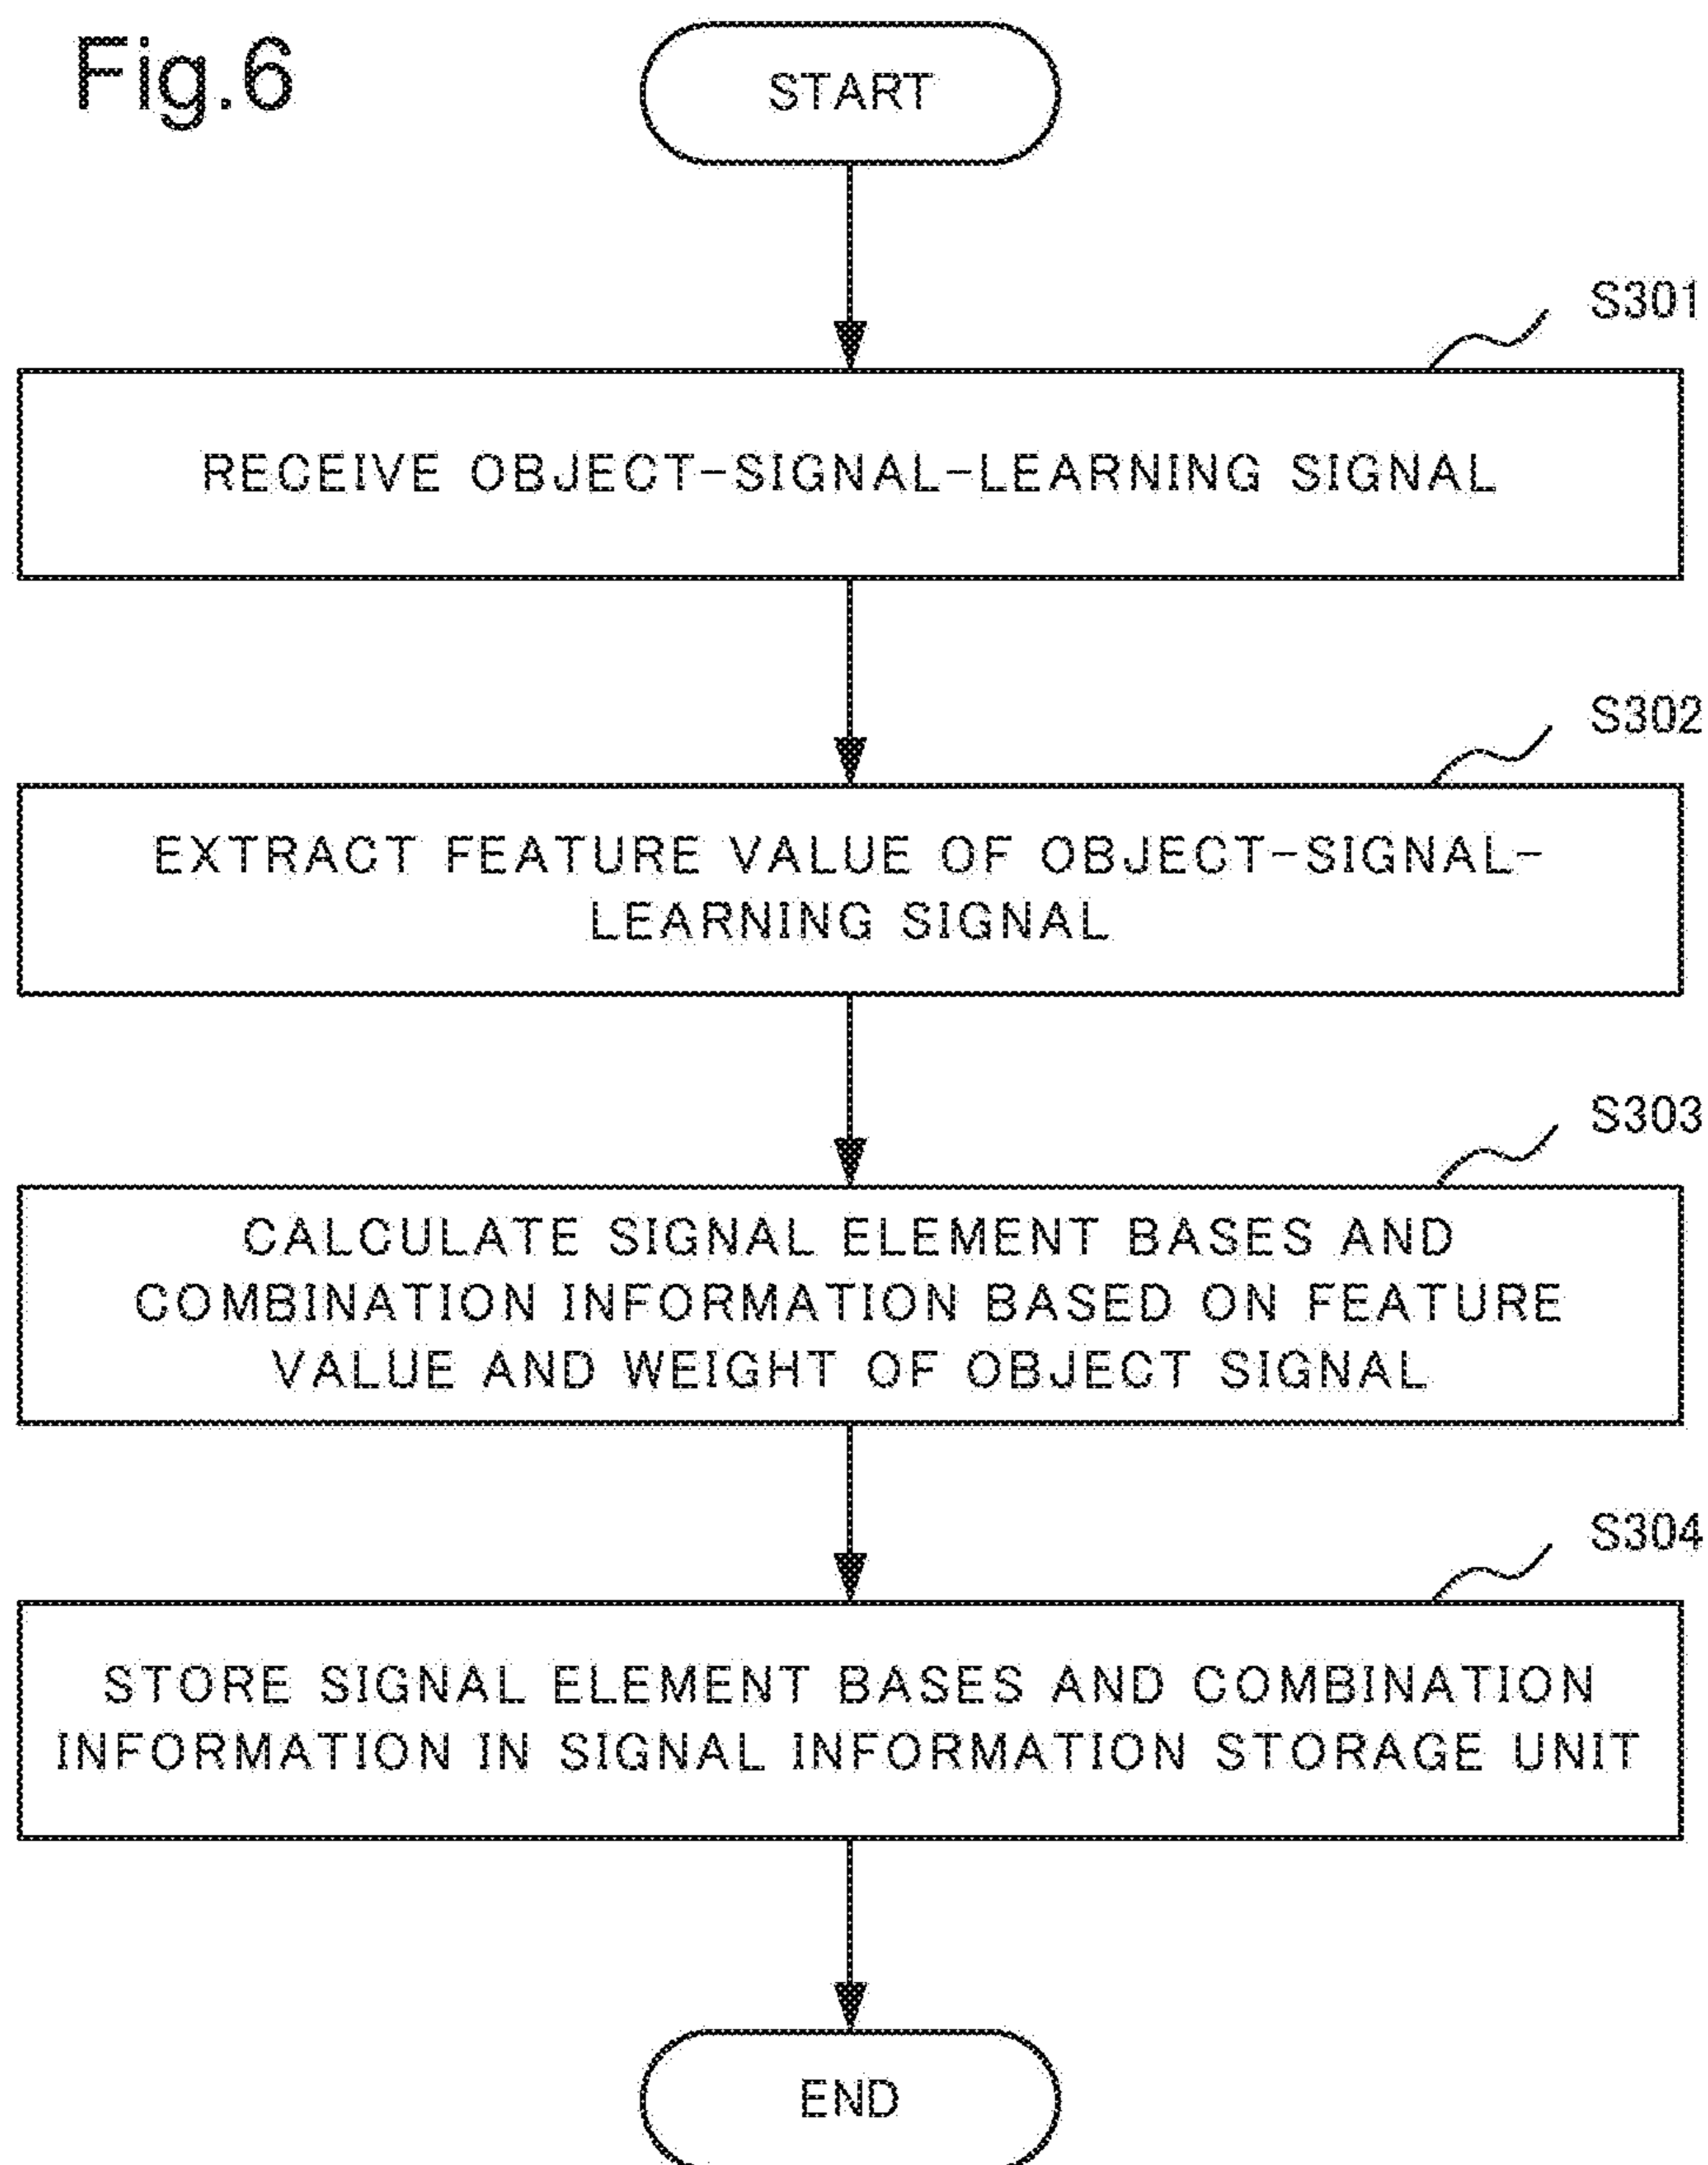 Fig.6
START
S301
RECEIVE OBJECT-SIGNAL-LEARNING SIGNAL
S302
EXTRACT FEATURE VALUE OF OBJECT-SIGNAL-
LEARNING SIGNAL
S303
CALCULATE SIGNAL ELEMENT BASES AND
COMBINATION INFORMATION BASED ON FEATURE
VALUE AND WEIGHT OF OBJECT SIGNAL
S304
STORE SIGNAL ELEMENT BASES AND COMBINATION
INFORMATION IN SIGNAL INFORMATION STORAGE UNIT
END